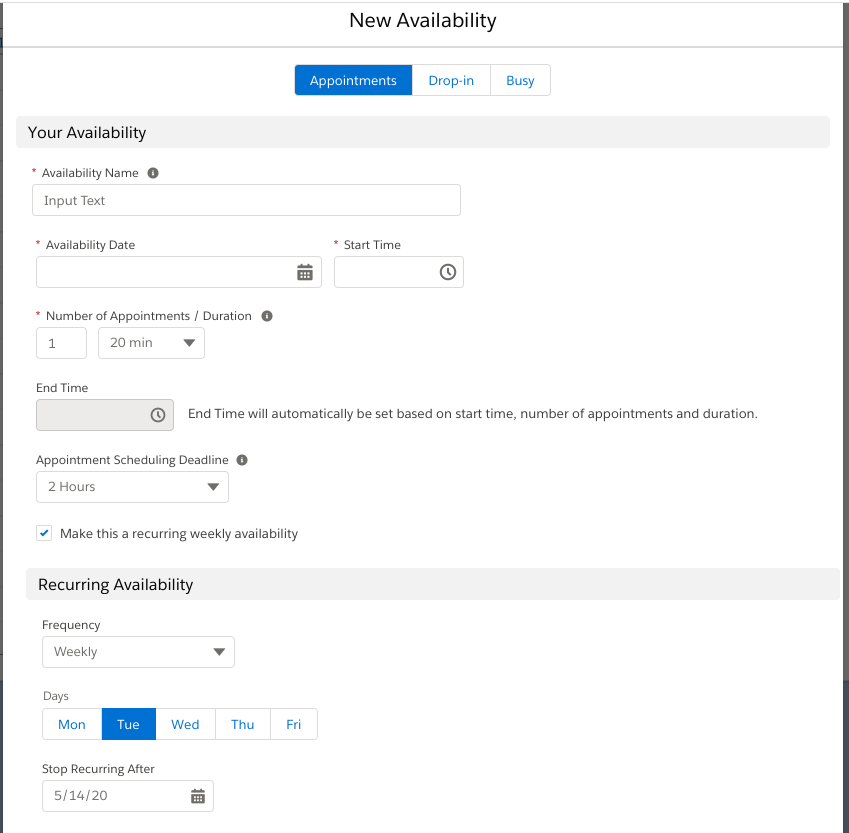 New Availability
Appointments Drop-in Busy
Your Availability
* Availability Name
Input Text
* Availability Date * Start Time
* Number of Appointments / Duration
1 20 min
End Time
End Time will automatically be set based on start time, number of appointments and duration.
Appointment Scheduling Deadline
2 Hours
Make this a recurring weekly availability
Recurring Availability
Frequency
Weekly
Days
Mon Tue Wed Thu Fri
Stop Recurring After
5/14/20